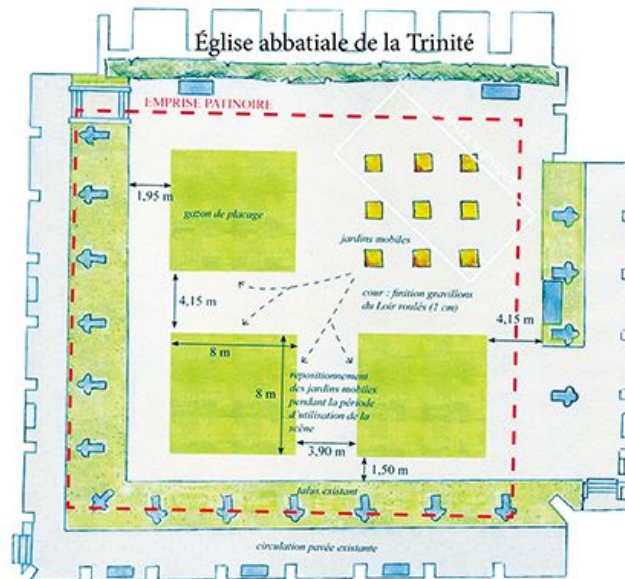 Église abbatiale de la Trinité
EMPRISE PATINOIRE
1,95 m
gazon de placage
jardins mobiles
4,15 m
cour : finition gravillons
du Loir roulés (1 cm)
4,15 m
8 m
8 m
repositionnement
des jardins mobiles
pendant la période
d'utilisation de la
scène
3,90 m
1,50 m
talus existant
circulation pavée existante